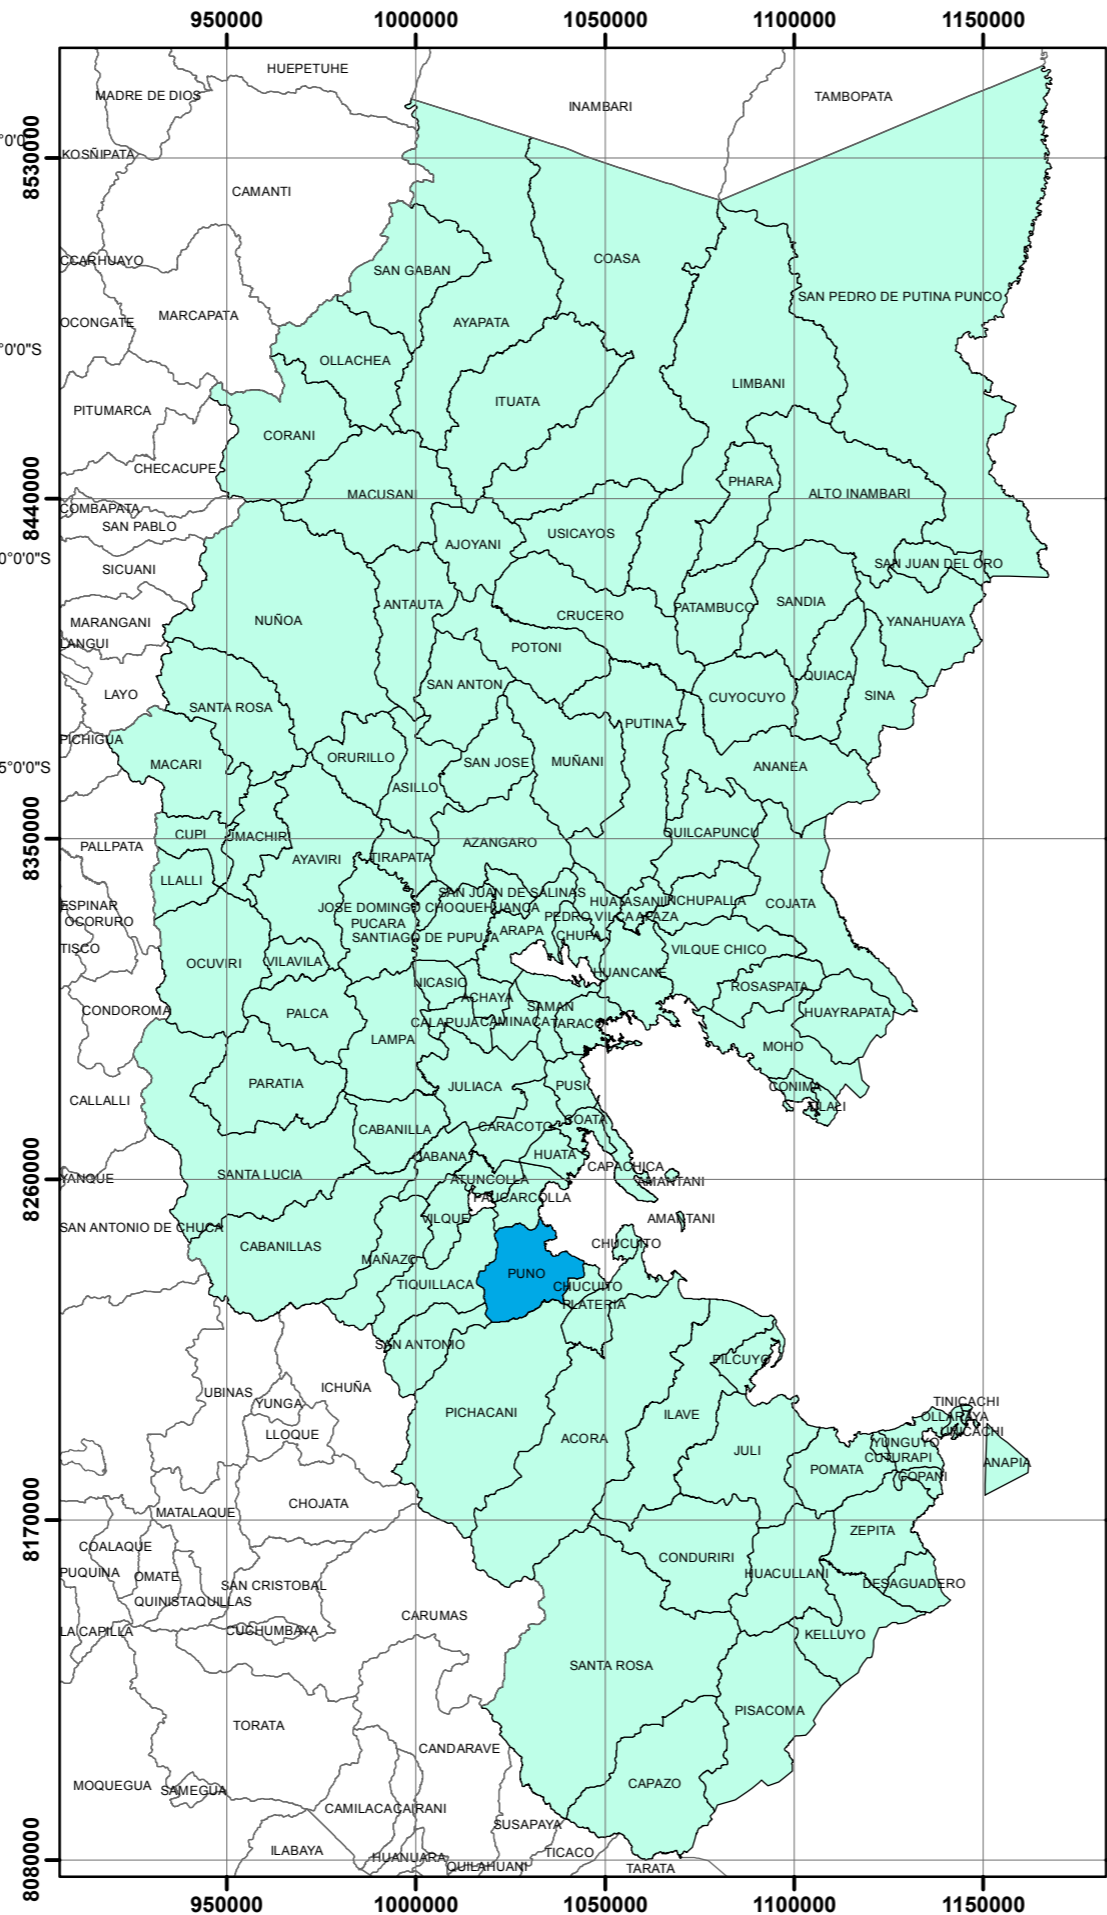 950000 1000000 1050000 1100000 1150000
HUEPETUHE
MADRE DE DIOS
INAMBARI
TAMBOPATA
8530000
°0'0"
KOSÑIPATA
CAMANTI
CCARHUAYO
COASA
SAN GABAN
SAN PEDRO DE PUTINA PUNCO
OCONGATE
MARCAPATA
AYAPATA
0'0"S
OLLACHEA
LIMBANI
PITUMARCA
ITUATA
CORANI
CHECACUPE
PHARA
8440000
MACUSANI
ALTO INAMBARI
COMBAPATA
SAN PABLO
USICAYOS
AJOYANI
0°0'0"S
SICUANI
SAN JUAN DEL ORO
ANTAUTA
PATAMBUCO
SANDIA
CRUCERO
NUÑOA
MARANGANI
YANAHUAYA
LANGUI
POTONI
QUIACA
SAN ANTON
LAYO
CUYOCUYO
SINA
SANTA ROSA
PUTINA
PICHIGUA
ORURILLO
SAN JOSE
MUÑANI
MACARI
ANANEA
5°0'0"S
ASILLO
8350000
CUPI
UMACHIRI
QUILCAPUNCU
PALLPATA
AZANGARO
AYAVIRI
TIRAPATA
LLALLI
SAN JUAN DE SALINAS
HUATASANI
INCHUPALLA
COJATA
ESPINAR
JOSE DOMINGO CHOQUEHUANCA
PEDRO VILCA APAZA
OCORURO
PUCARA
ARAPA
CHUPA
SANTIAGO DE PUPUJA
TISCO
VILQUE CHICO
OCUVIRI
VILAVILA
HUANCANE
NICASIO
ROSASPATA
ACHAYA
SAMAN
CONDOROMA
PALCA
HUAYRAPATA
CALAPUJA
CAMINACA
TARACO
LAMPA
MOHO
PARATIA
JULIACA
PUSI
CONIMA
CALLALLI
TILALI
COATA
CABANILLA
CARACOTO
CABANA
HUATA
CAPACHICA
8260000
YANQUE
SANTA LUCIA
ATUNCOLLA
AMANTANI
PAUCARCOLLA
SAN ANTONIO DE CHUCA
VILQUE
AMANTANI
CABANILLAS
CHUCUITO
MAÑAZO
PUNO
TIQUILLACA
CHUCUITO
PLATERIA
SAN ANTONIO
PILCUYO
UBINAS
ICHUÑA
YUNGA
TINICACHI
PICHACANI
ILAVE
OLLARAYA
LLOQUE
ACORA
UNICACHI
JULI
YUNGUYO
CUTURAPI
ANAPIA
POMATA
COPANI
CHOJATA
8170000
MATALAQUE
ZEPITA
COALAQUE
CONDURIRI
PUQUINA
OMATE
HUACULLANI
SAN CRISTOBAL
DESAGUADERO
QUINISTAQUILLAS
CARUMAS
LA CAPILLA
CUCHUMBAYA
KELLUYO
SANTA ROSA
PISACOMA
TORATA
CANDARAVE
MOQUEGUA
SAMEGUA
CAPAZO
CAMILACA
CAIRANI
SUSAPAYA
ILABAYA
TICACO
HUANUARA
QUILAHUANI
TARATA
8080000
950000 1000000 1050000 1100000 1150000